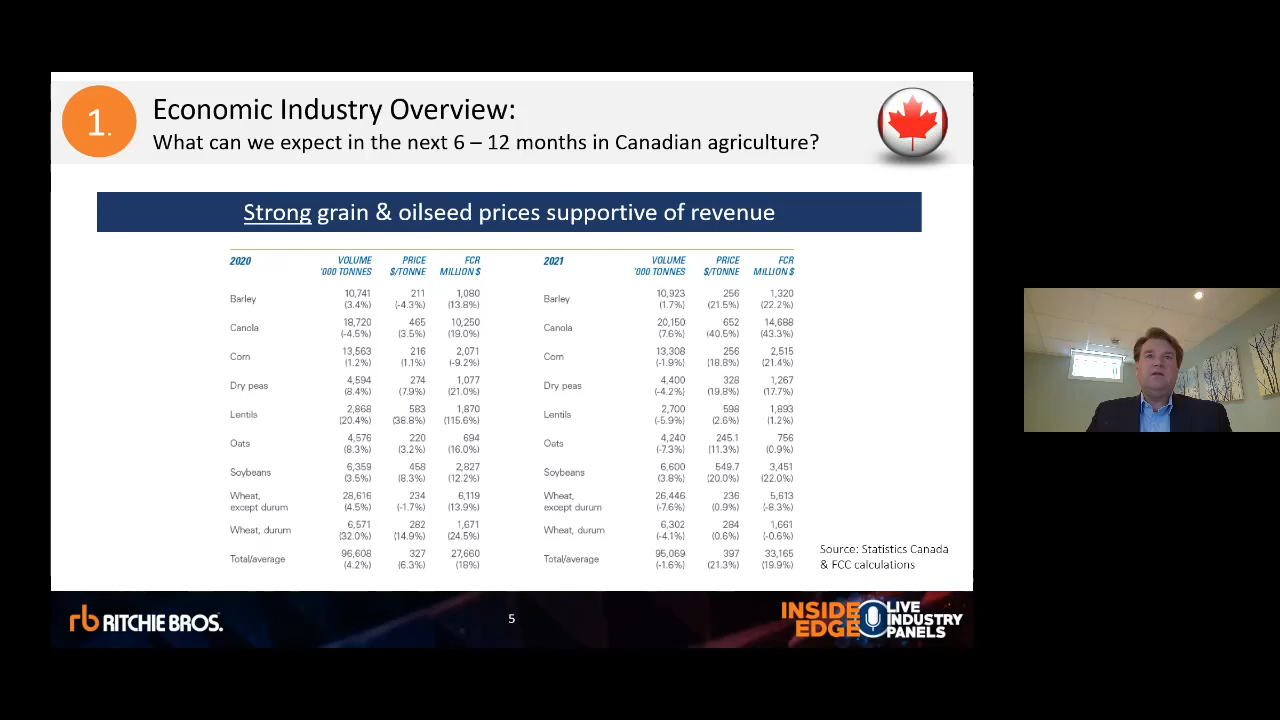 1.
Economic Industry Overview:
What can we expect in the next 6 – 12 months in Canadian agriculture?
Strong grain & oilseed prices supportive of revenue
2020 VOLUME PRICE FCR 2021 VOLUME PRICE FCR
'000 TONNES $/TONNE MILLION $ '000 TONNES $/TONNE MILLION $
Barley 10,741 211 1,080 Barley 10,923 256 1,320
(3.4%) (-4.3%) (13.8%) (1.7%) (21.5%) (22.2%)
Canola 18,720 465 10,250 Canola 20,150 652 14,688
(-4.5%) (3.5%) (19.0%) (7.6%) (40.5%) (43.3%)
Corn 13,563 216 2,071 Corn 13,308 256 2,515
(1.2%) (1.1%) (-9.2%) (-1.9%) (18.8%) (21.4%)
Dry peas 4,594 274 1,077 Dry peas 4,400 328 1,267
(8.4%) (7.9%) (21.0%) (-4.2%) (19.8%) (17.7%)
Lentils 2,868 583 1,870 Lentils 2,700 598 1,893
(20.4%) (38.8%) (115.6%) (-5.9%) (2.6%) (1.2%)
Oats 4,576 220 694 Oats 4,240 245.1 756
(8.3%) (3.2%) (16.0%) (-7.3%) (11.3%) (0.9%)
Soybeans 6,359 458 2,827 Soybeans 6,600 549.7 3,451
(3.5%) (8.3%) (12.2%) (3.8%) (20.0%) (22.0%)
Wheat, 28,616 234 6,119 Wheat, 26,446 236 5,613
except durum (4.5%) (-1.7%) (13.9%) except durum (-7.6%) (0.9%) (-8.3%)
Wheat, durum 6,571 282 1,671 Wheat, durum 6,302 284 1,661
(32.0%) (14.9%) (24.5%) (-4.1%) (0.6%) (-0.6%)
Total/average 96,608 327 27,660 Total/average 95,069 397 33,165
(4.2%) (6.3%) (18%) (-1.6%) (21.3%) (19.9%)
Source: Statistics Canada
& FCC calculations
rb RITCHIE BROS.
5
INSIDE EDGE
LIVE
INDUSTRY
PANELS